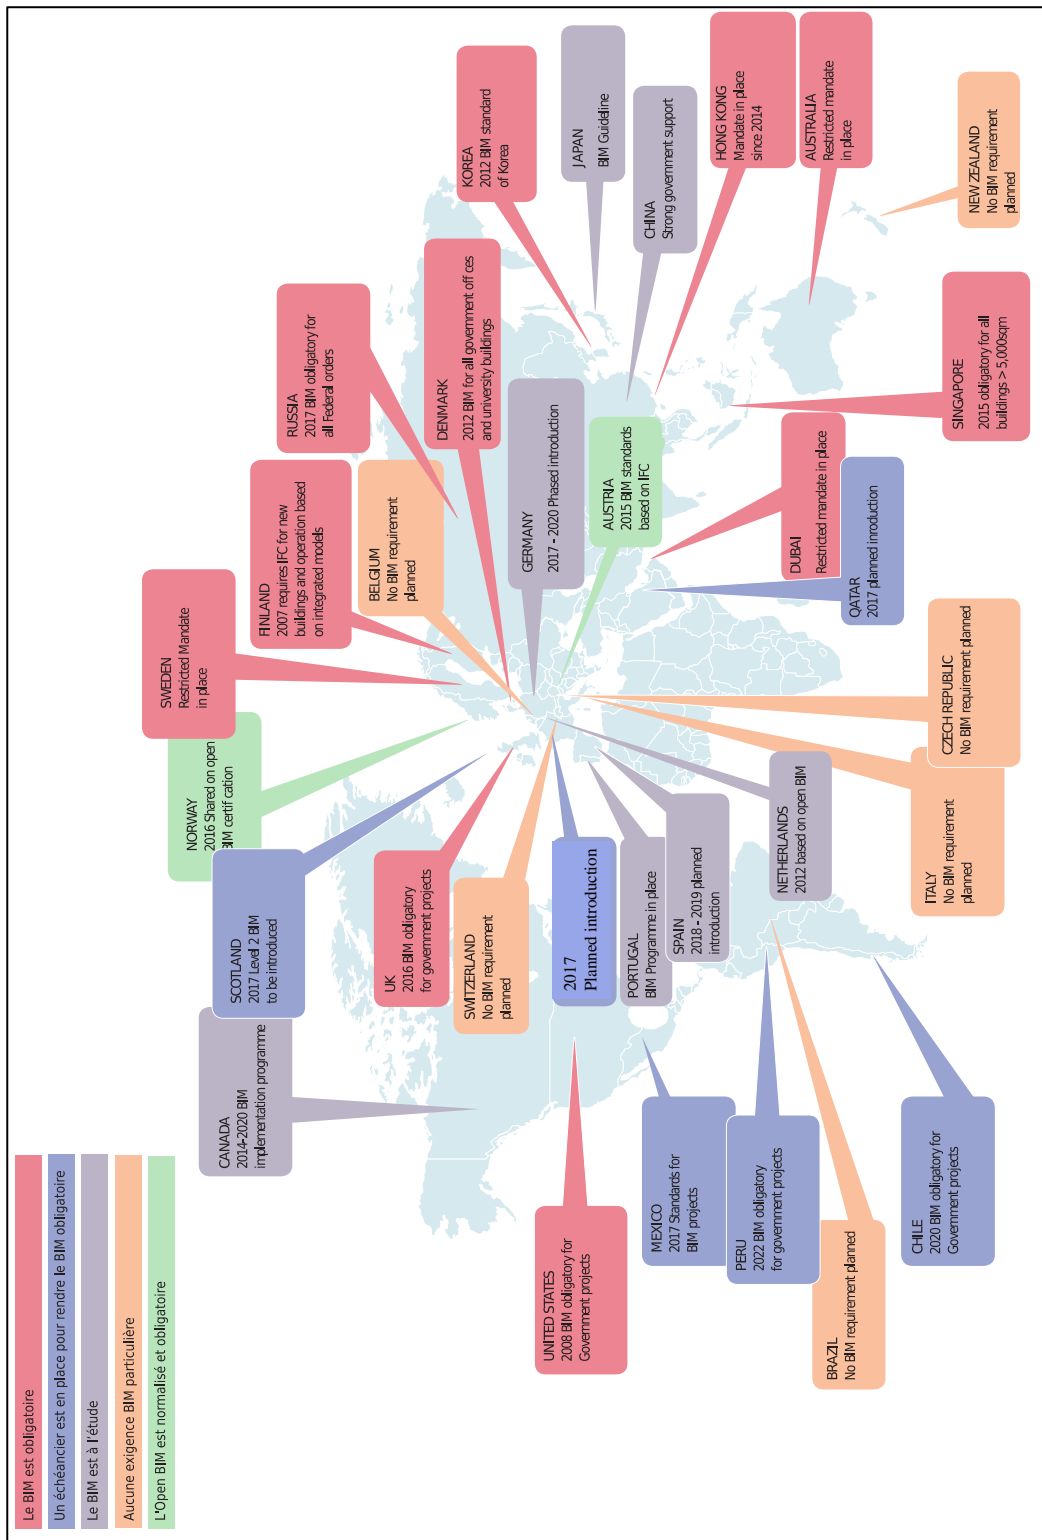 Le BIM est obligatoire
Un échéancier est en place pour rendre le BIM obligatoire
Le BIM est à l'étude
Aucune exigence BIM particulière
L'Open BIM est normalisé et obligatoire
CANADA
2014-2020 BIM
implementation programme
SCOTLAND
2017 Level 2 BIM
to be introduced
NORWAY
2016 Shared on open
BIM certif cation
SWEDEN
Restricted Mandate
in place
FINLAND
2007 requires IFC for new
buildings and operation based
on integrated models
RUSSIA
2017 BIM obligatory for
all Federal orders
BELGIUM
No BIM requirement
planned
DENMARK
2012 BIM for all government off ces
and university buildings
KOREA
2012 BIM standard
of Korea
UK
2016 BIM obligatory
for government projects
SWITZERLAND
No BIM requirement
planned
GERMANY
2017 - 2020 Phased introduction
JAPAN
BIM Guideline
UNITED STATES
2008 BIM obligatory for
Government projects
2017
Planned introduction
AUSTRIA
2015 BIM standards
based on IFC
CHINA
Strong government support
PORTUGAL
BIM Programme in place
SPAIN
2018 - 2019 planned
introduction
MEXICO
2017 Standards for
BIM projects
HONG KONG
Mandate in place
since 2014
PERU
2022 BIM obligatory
for government projects
NETHERLANDS
2012 based on open BIM
DUBAI
Restricted mandate in place
AUSTRALIA
Restricted mandate
in place
BRAZIL
No BIM requirement planned
QATAR
2017 planned inroduction
CHILE
2020 BIM obligatory for
Government projects
ITALY
No BIM requirement
planned
CZECH REPUBLIC
No BIM requirement planned
SINGAPORE
2015 obligatory for all
buildings > 5,000sqm
NEW ZEALAND
No BIM requirement
planned